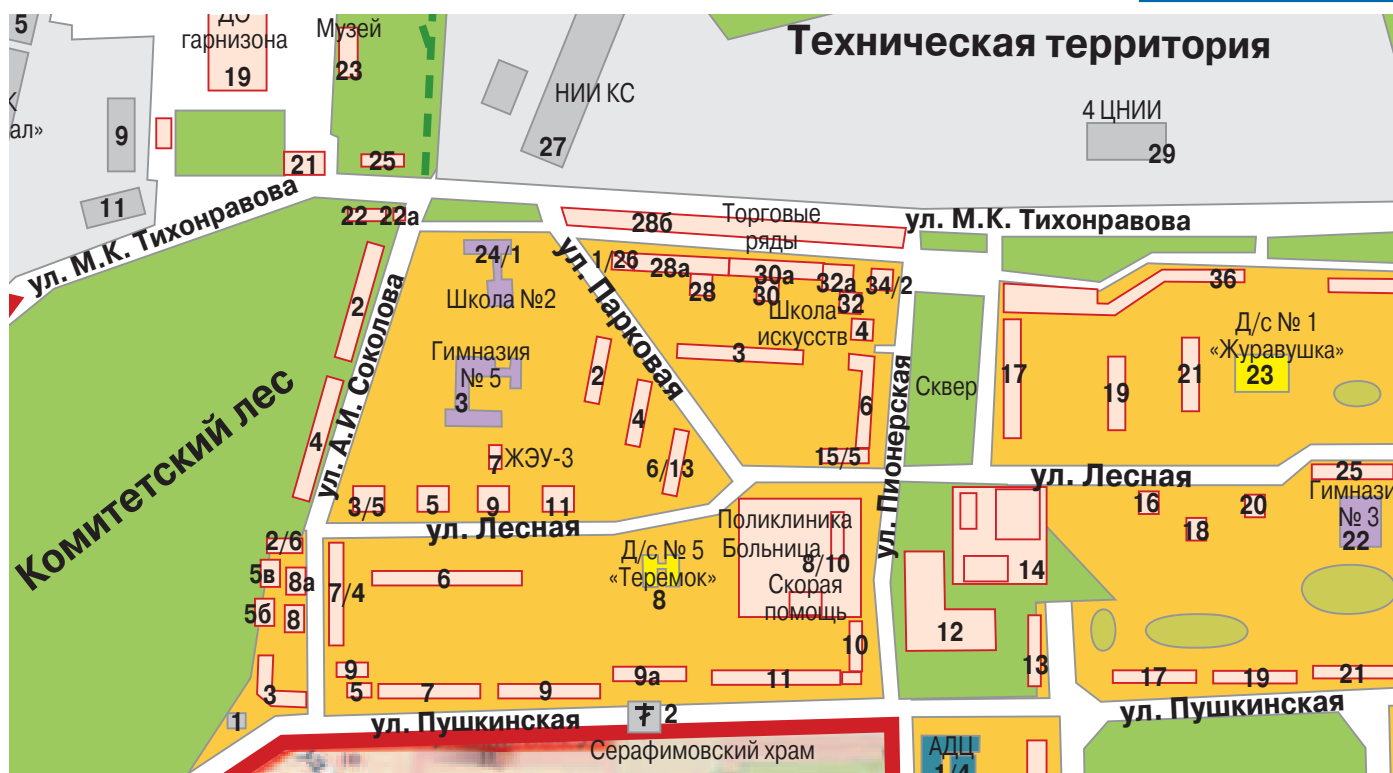 5
ДО
гарнизона
19
Музей
23
Техническая территория
НИИ КС
27
4 ЦНИИ
29
ал»
9
11
21
25
ул. М.К. Тихонравова
22
22а
28б
Торговые
ряды
ул. М.К. Тихонравова
24/1
Школа №2
1/26
28а
28
30а
30
32а
32
34/2
36
ул. Парковая
Школа
искусств
4
2
ул. А.И. Соколова
Гимназия
№ 5
3
2
3
4
6
ул. Пионерская
Сквер
17
19
21
Д/с № 1
«Журавушка»
23
Комитетский лес
4
7
ЖЭУ-3
6/13
15/5
ул. Лесная
25
3/5
5
9
11
ул. Лесная
16
18
20
Гимнази
№ 3
22
2/6
5в
8а
5б
8
7/4
6
Д/с № 5
«Теремок»
8
Поликлиника
Больница
8/10
Скорая
помощь
14
12
10
13
3
9
5
7
9
9а
11
17
19
21
1
ул. Пушкинская
2
ул. Пушкинская
Серафимовский храм
АДЦ
1/4